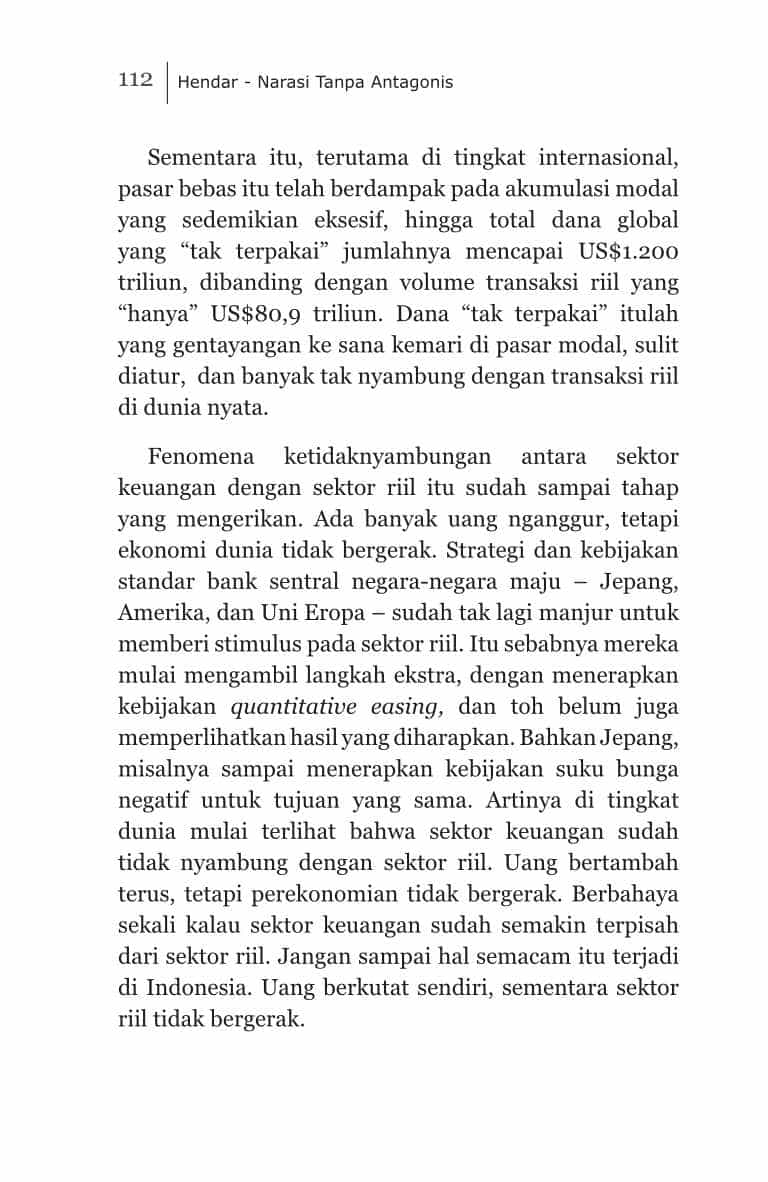 112
Hendar - Narasi Tanpa Antagonis
Sementara itu, terutama di tingkat internasional,
pasar bebas itu telah berdampak pada akumulasi modal
yang sedemikian eksesif, hingga total dana global
yang “tak terpakai” jumlahnya mencapai US$1.200
triliun, dibanding dengan volume transaksi riil yang
“hanya” US$80,9 triliun. Dana “tak terpakai” itulah
yang gentayangan ke sana kemari di pasar modal, sulit
diatur,  dan banyak tak nyambung dengan transaksi riil
di dunia nyata.
Fenomena ketidaknyambungan antara sektor
keuangan dengan sektor riil itu sudah sampai tahap
yang mengerikan. Ada banyak uang nganggur, tetapi
ekonomi dunia tidak bergerak. Strategi dan kebijakan
standar bank sentral negara-negara maju – Jepang,
Amerika, dan Uni Eropa – sudah tak lagi manjur untuk
memberi stimulus pada sektor riil. Itu sebabnya mereka
mulai mengambil langkah ekstra, dengan menerapkan
kebijakan quantitative easing, dan toh belum juga
memperlihatkan hasil yang diharapkan. Bahkan Jepang,
misalnya sampai menerapkan kebijakan suku bunga
negatif untuk tujuan yang sama. Artinya di tingkat
dunia mulai terlihat bahwa sektor keuangan sudah
tidak nyambung dengan sektor riil. Uang bertambah
terus, tetapi perekonomian tidak bergerak. Berbahaya
sekali kalau sektor keuangan sudah semakin terpisah
dari sektor riil. Jangan sampai hal semacam itu terjadi
di Indonesia. Uang berkutat sendiri, sementara sektor
riil tidak bergerak.